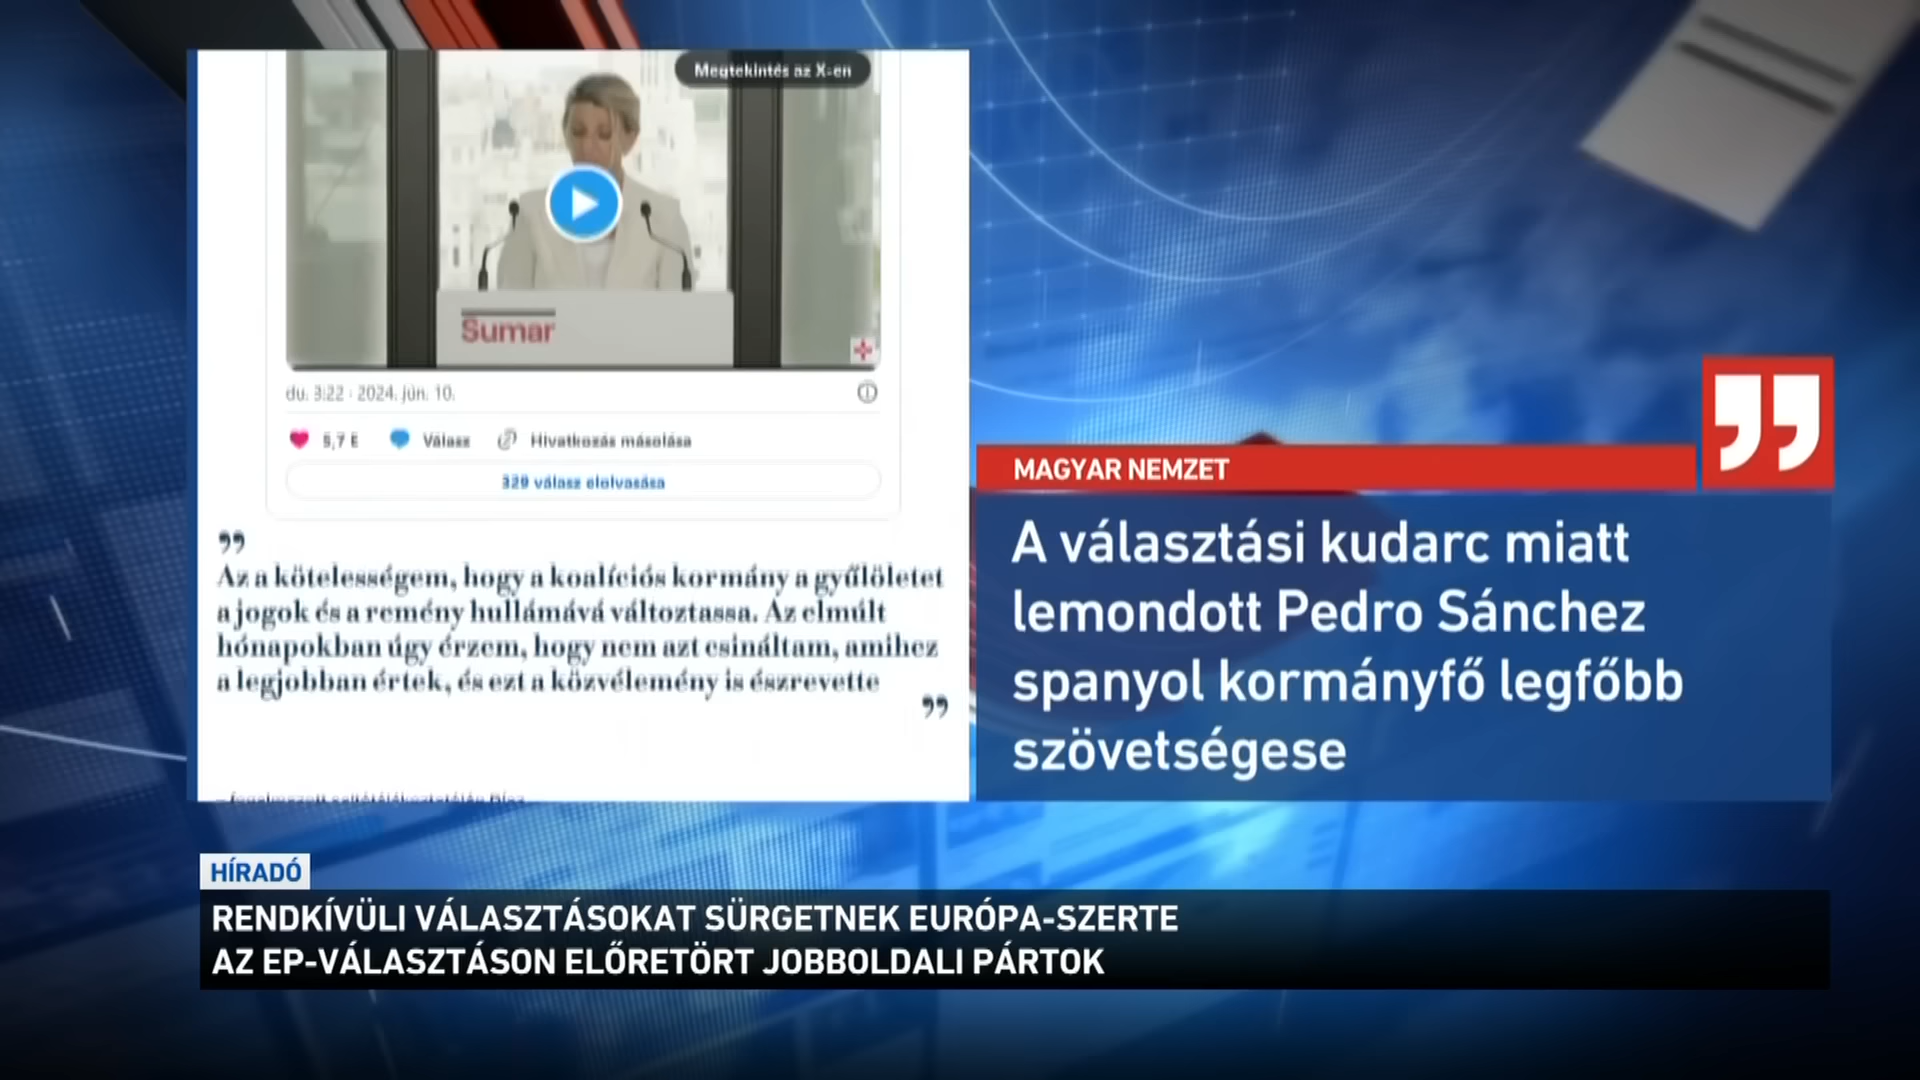 Megtekintés az X-en
Sumar
du. 3:22 · 2024. jún. 10.
5,7 E Válasz Hivatkozás másolása
329 válasz elolvasása
”
Az a kötelességem, hogy a koalíciós kormány a gyűlöletet
a jogok és a remény hullámává változtassa. Az elmúlt
hónapokban úgy érzem, hogy nem azt csináltam, amihez
a legjobban értek, és ezt a közvélemény is észrevette
”
MAGYAR NEMZET
A választási kudarc miatt
lemondott Pedro Sánchez
spanyol kormányfő legfőbb
szövetségese
HÍRADÓ
RENDKÍVÜLI VÁLASZTÁSOKAT SÜRGETNEK EURÓPA-SZERTE
AZ EP-VÁLASZTÁSON ELŐRETÖRT JOBBOLDALI PÁRTOK